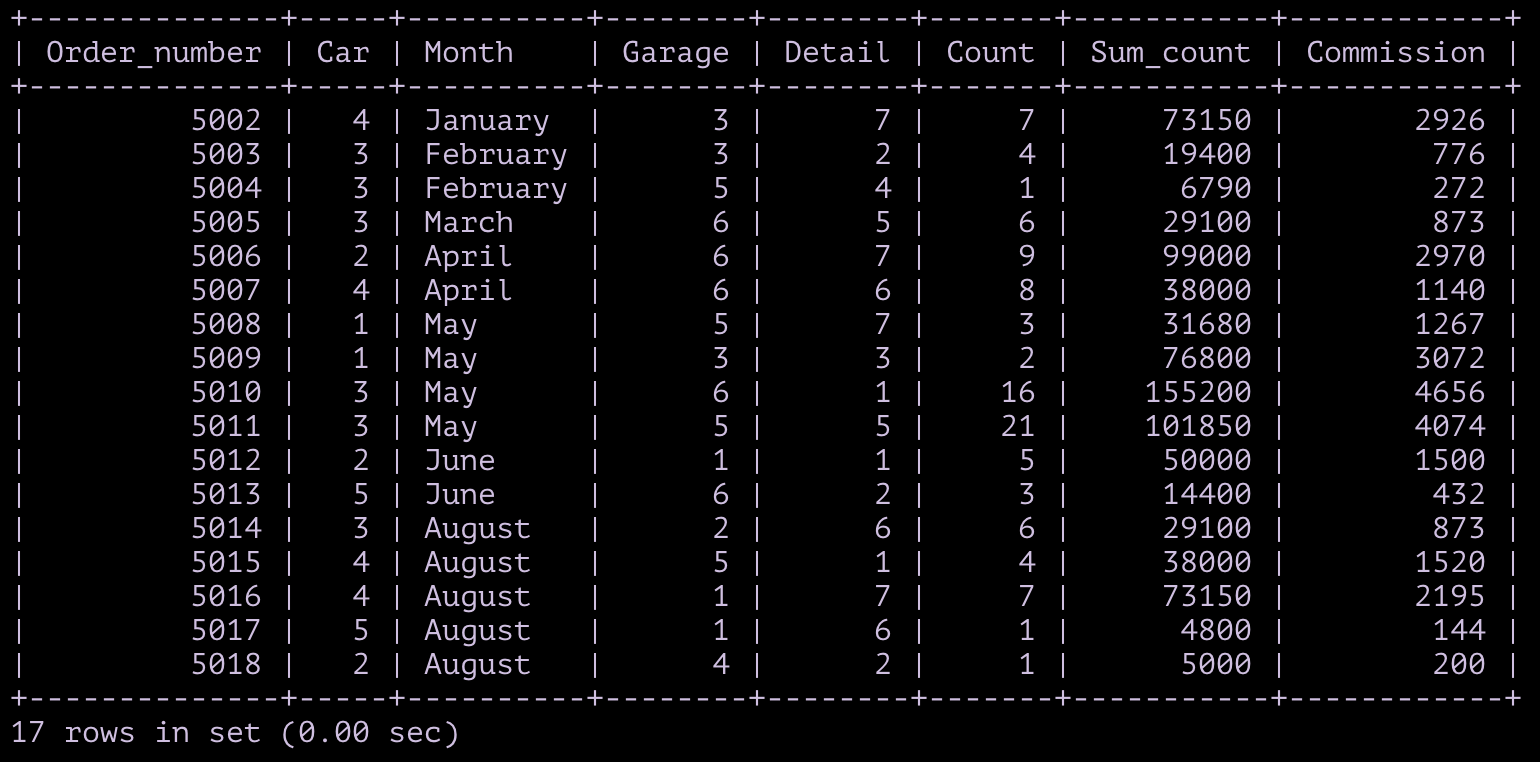 +--------------+-----+----------+--------+--------+-------+-----------+------------+
| Order_number | Car | Month    | Garage | Detail | Count | Sum_count | Commission |
+--------------+-----+----------+--------+--------+-------+-----------+------------+
|         5002 |   4 | January  |      3 |      7 |     7 |     73150 |       2926 |
|         5003 |   3 | February |      3 |      2 |     4 |     19400 |        776 |
|         5004 |   3 | February |      5 |      4 |     1 |      6790 |        272 |
|         5005 |   3 | March    |      6 |      5 |     6 |     29100 |        873 |
|         5006 |   2 | April    |      6 |      7 |     9 |     99000 |       2970 |
|         5007 |   4 | April    |      6 |      6 |     8 |     38000 |       1140 |
|         5008 |   1 | May      |      5 |      7 |     3 |     31680 |       1267 |
|         5009 |   1 | May      |      3 |      3 |     2 |     76800 |       3072 |
|         5010 |   3 | May      |      6 |      1 |    16 |    155200 |       4656 |
|         5011 |   3 | May      |      5 |      5 |    21 |    101850 |       4074 |
|         5012 |   2 | June     |      1 |      1 |     5 |     50000 |       1500 |
|         5013 |   5 | June     |      6 |      2 |     3 |     14400 |        432 |
|         5014 |   3 | August   |      2 |      6 |     6 |     29100 |        873 |
|         5015 |   4 | August   |      5 |      1 |     4 |     38000 |       1520 |
|         5016 |   4 | August   |      1 |      7 |     7 |     73150 |       2195 |
|         5017 |   5 | August   |      1 |      6 |     1 |      4800 |        144 |
|         5018 |   2 | August   |      4 |      2 |     1 |      5000 |        200 |
+--------------+-----+----------+--------+--------+-------+-----------+------------+
17 rows in set (0.00 sec)